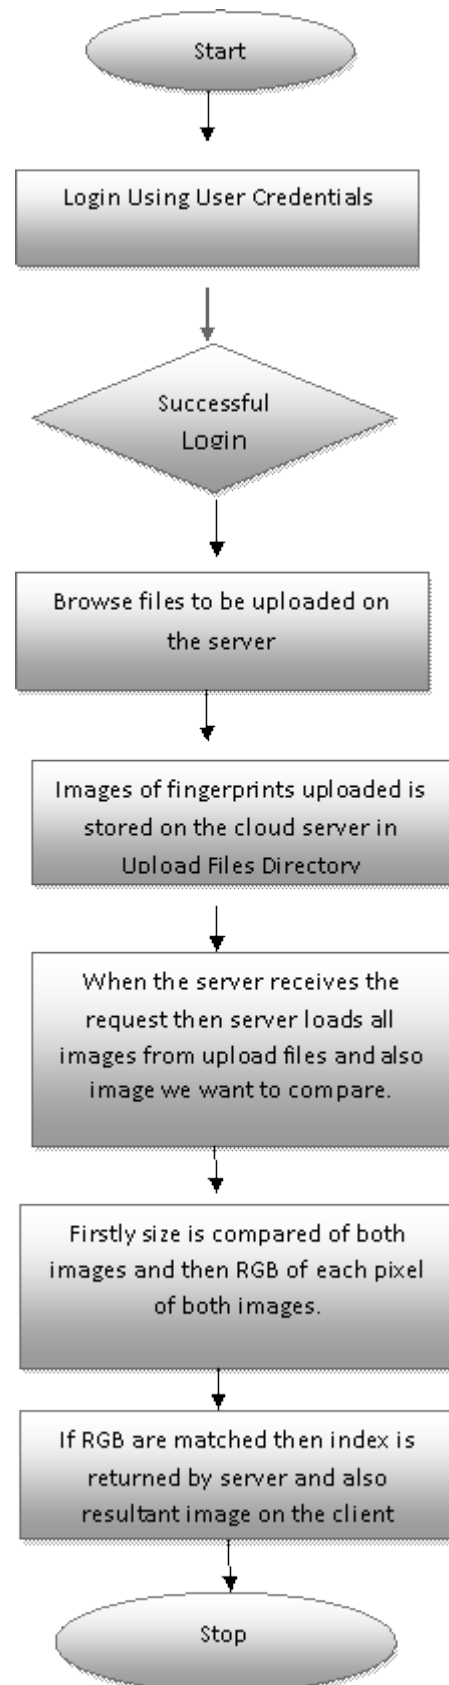 Start
Login Using User Credentials
Successful
Login
Browse files to be uploaded on
the server
Images of fingerprints uploaded is
stored on the cloud server in
Upload Files Directory
When the server receives the
request then server loads all
images from upload files and also
image we want to compare.
Firstly size is compared of both
images and then RGB of each pixel
of both images.
If RGB are matched then index is
returned by server and also
resultant image on the client
Stop